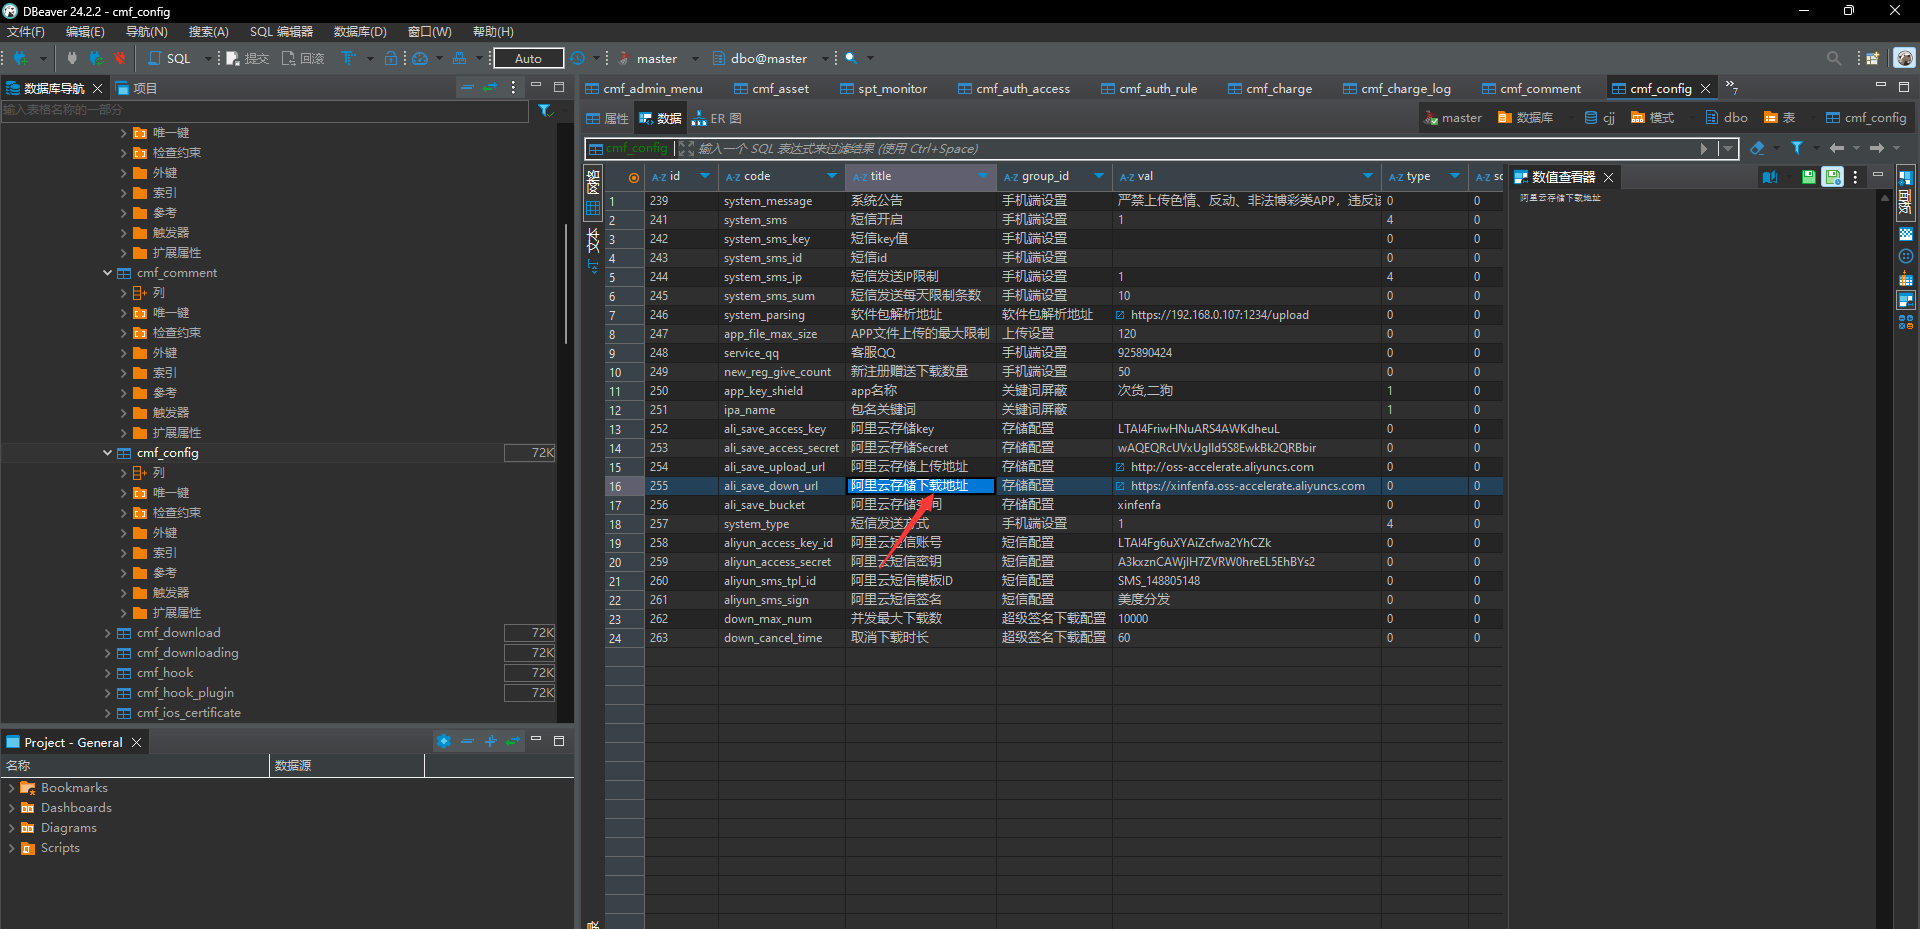 DBeaver 24.2.2 - cmf_config
文件(F) 编辑(E) 导航(N) 搜索(A) SQL 编辑器 数据库(D) 窗口(W) 帮助(H)
SQL 提交 回滚 Auto master dbo@master
数据库导航 项目
输入表格名称的一部分
唯一键
检查约束
外键
索引
参考
触发器
扩展属性
cmf_comment
列
唯一键
检查约束
外键
索引
参考
触发器
扩展属性
cmf_config 72K
列
唯一键
检查约束
外键
索引
参考
触发器
扩展属性
cmf_download 72K
cmf_downloading 72K
cmf_hook 72K
cmf_hook_plugin 72K
cmf_ios_certificate
Project - General
名称 数据源
Bookmarks
Dashboards
Diagrams
Scripts
cmf_admin_menu cmf_asset spt_monitor cmf_auth_access cmf_auth_rule cmf_charge cmf_charge_log cmf_comment cmf_config »7
属性 数据 ER 图 master 数据库 cjj 模式 dbo 表 cmf_config
cmf_config 输入一个 SQL 表达式来过滤结果 (使用 Ctrl+Space)
网格
文本
A-Z id A-Z code A-Z title A-Z group_id A-Z val A-Z type A-Z sc
1 239 system_message 系统公告 手机端设置 严禁上传色情、反动、非法博彩类APP，违反该 0 0
2 241 system_sms 短信开启 手机端设置 1 4 0
3 242 system_sms_key 短信key值 手机端设置 0 0
4 243 system_sms_id 短信id 手机端设置 0 0
5 244 system_sms_ip 短信发送IP限制 手机端设置 1 4 0
6 245 system_sms_sum 短信发送每天限制条数 手机端设置 10 0 0
7 246 system_parsing 软件包解析地址 软件包解析地址 https://192.168.0.107:1234/upload 0 0
8 247 app_file_max_size APP文件上传的最大限制 上传设置 120 0 0
9 248 service_qq 客服QQ 手机端设置 925890424 0 0
10 249 new_reg_give_count 新注册赠送下载数量 手机端设置 50 0 0
11 250 app_key_shield app名称 关键词屏蔽 次货,二狗 1 0
12 251 ipa_name 包名关键词 关键词屏蔽 1 0
13 252 ali_save_access_key 阿里云存储key 存储配置 LTAI4FriwHNuARS4AWKdheuL 0 0
14 253 ali_save_access_secret 阿里云存储Secret 存储配置 wAQEQRcUVxUglld5S8EwkBk2QRBbir 0 0
15 254 ali_save_upload_url 阿里云存储上传地址 存储配置 http://oss-accelerate.aliyuncs.com 0 0
16 255 ali_save_down_url 阿里云存储下载地址 存储配置 https://xinfenfa.oss-accelerate.aliyuncs.com 0 0
17 256 ali_save_bucket 阿里云存储空间 存储配置 xinfenfa 0 0
18 257 system_type 短信发送方式 手机端设置 1 4 0
19 258 aliyun_access_key_id 阿里云短信账号 短信配置 LTAI4Fg6uXYAiZcfwa2YhCZk 0 0
20 259 aliyun_access_secret 阿里云短信密钥 短信配置 A3kxznCAWjIH7ZVRW0hreEL5EhBYs2 0 0
21 260 aliyun_sms_tpl_id 阿里云短信模板ID 短信配置 SMS_148805148 0 0
22 261 aliyun_sms_sign 阿里云短信签名 短信配置 美度分发 0 0
23 262 down_max_num 并发最大下载数 超级签名下载配置 10000 0 0
24 263 down_cancel_time 取消下载时长 超级签名下载配置 60 0 0
数值查看器
阿里云存储下载地址
面板